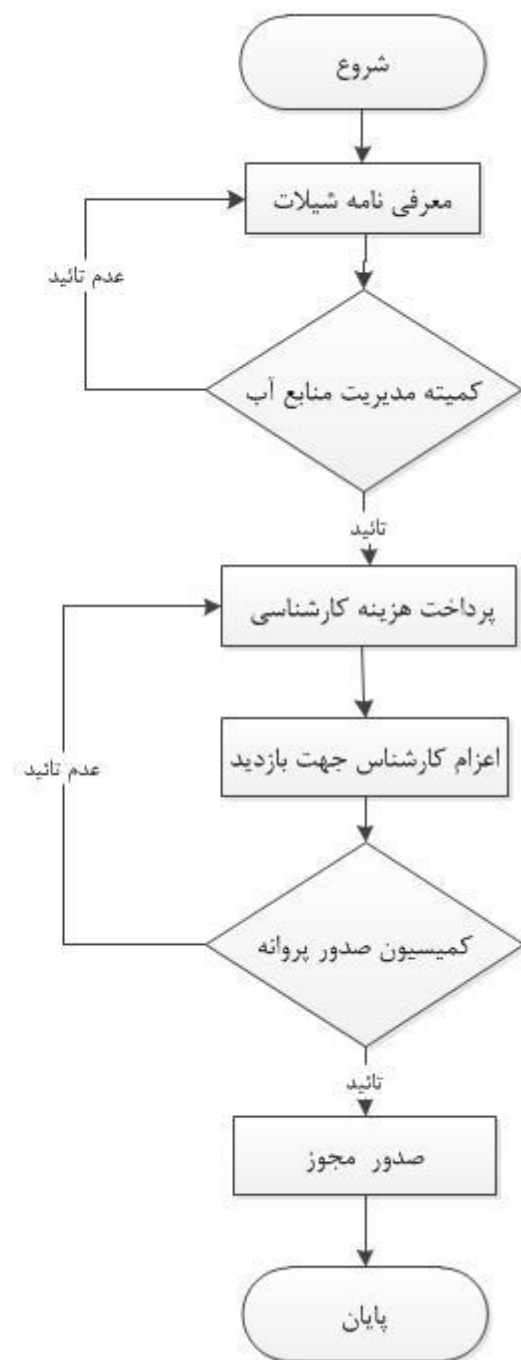 شروع
معرفی نامه شیلات
عدم تائید
کمیته مدیریت منابع آب
تائید
پرداخت هزینه کارشناسی
اعزام کارشناس جهت بازدید
عدم تائید
کمیسیون صدور پروانه
تائید
صدور مجوز
پایان